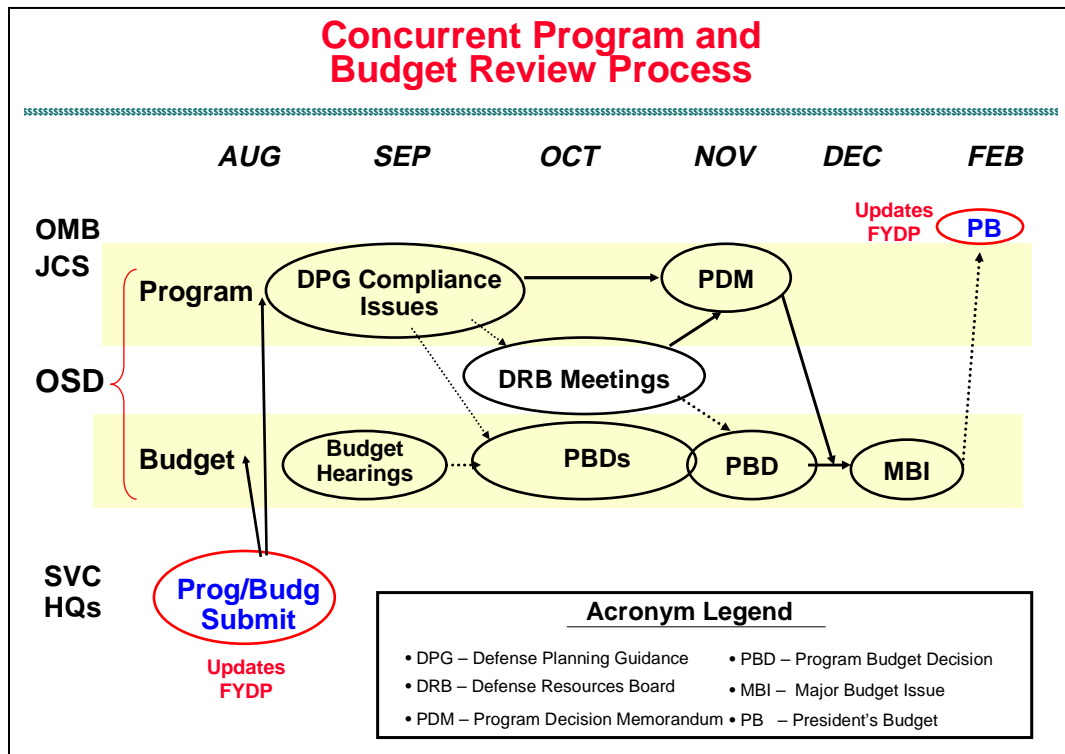 Concurrent Program and
Budget Review Process
AUG SEP OCT NOV DEC FEB
OMB
JCS
Updates
FYDP
PB
Program
DPG Compliance
Issues
PDM
DRB Meetings
OSD
Budget
Budget
Hearings
PBDs
PBD
MBI
SVC
HQs
Prog/Budg
Submit
Updates
FYDP
Acronym Legend
• DPG – Defense Planning Guidance
• DRB – Defense Resources Board
• PDM – Program Decision Memorandum
• PBD – Program Budget Decision
• MBI – Major Budget Issue
• PB – President's Budget